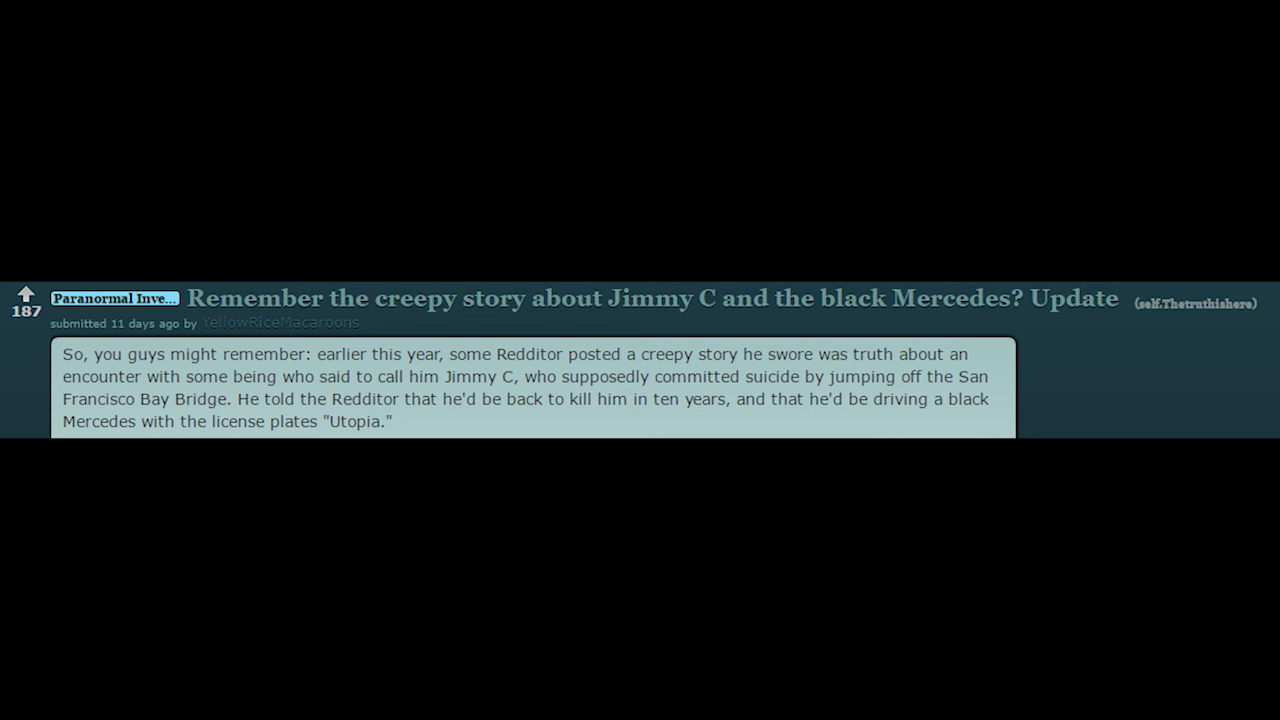 Paranormal Inve... Remember the creepy story about Jimmy C and the black Mercedes? Update (self.Thetruthishere)
187
submitted 11 days ago by YellowRiceMacaroons
So, you guys might remember: earlier this year, some Redditor posted a creepy story he swore was truth about an
encounter with some being who said to call him Jimmy C, who supposedly committed suicide by jumping off the San
Francisco Bay Bridge. He told the Redditor that he'd be back to kill him in ten years, and that he'd be driving a black
Mercedes with the license plates "Utopia."